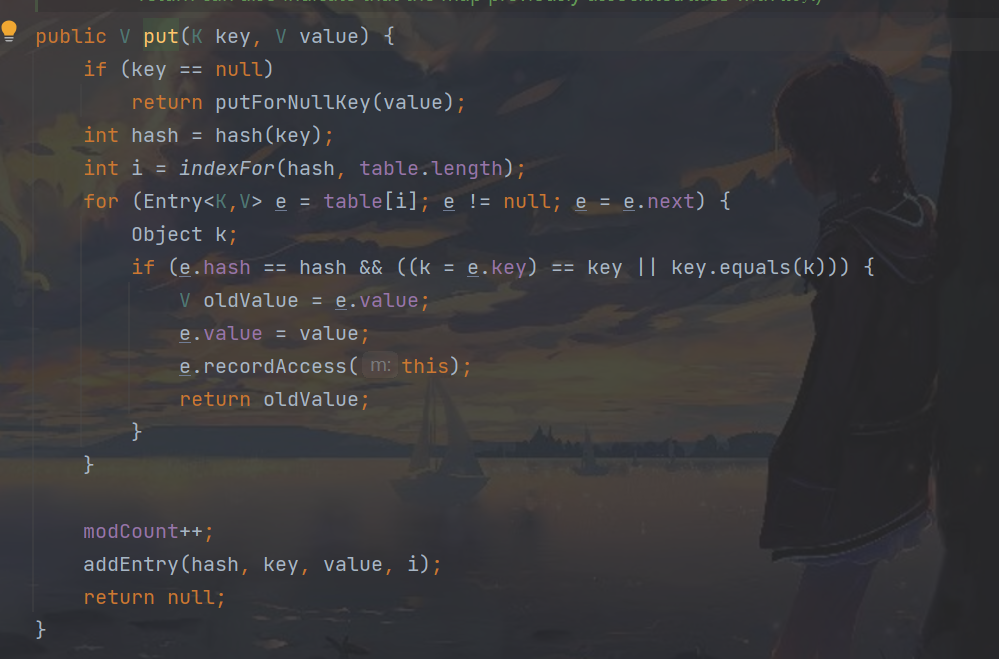 public V put(K key, V value) {
if (key == null)
return putForNullKey(value);
int hash = hash(key);
int i = indexFor(hash, table.length);
for (Entry<K,V> e = table[i]; e != null; e = e.next) {
Object k;
if (e.hash == hash && ((k = e.key) == key || key.equals(k))) {
V oldValue = e.value;
e.value = value;
e.recordAccess( m: this);
return oldValue;
}
}
modCount++;
addEntry(hash, key, value, i);
return null;
}